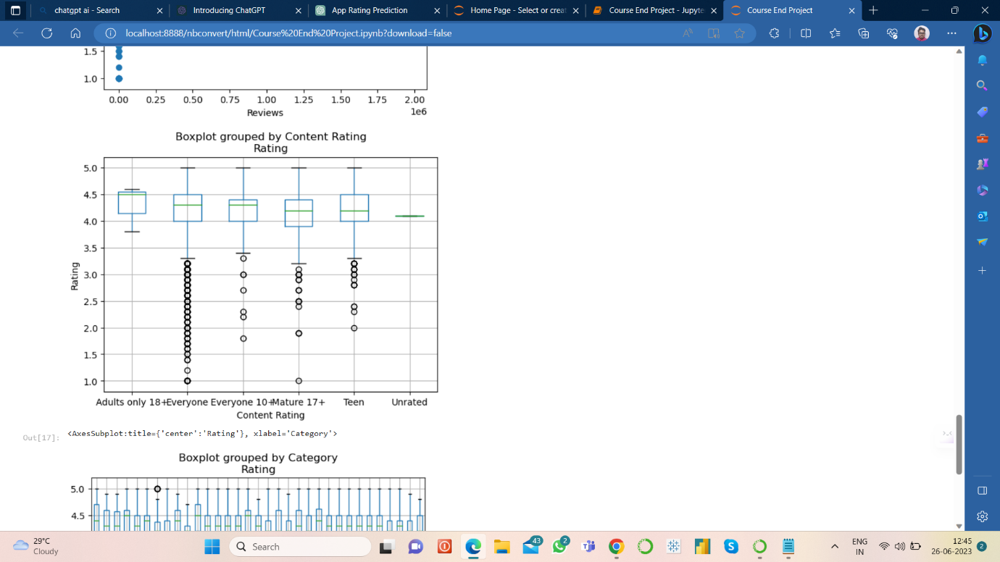 chatgpt ai - Search
Introducing ChatGPT
App Rating Prediction
Home Page - Select or creat
Course End Project - Jupyte
Course End Project
localhost:8888/nbconvert/html/Course%20End%20Project.ipynb?download=false
1.5
1.0
0.00 0.25 0.50 0.75 1.00 1.25 1.50 1.75 2.00
Reviews
1e6
Boxplot grouped by Content Rating
Rating
5.0
4.5
4.0
3.5
3.0
2.5
2.0
1.5
1.0
Rating
Adults only 18+ Everyone Everyone 10+ Mature 17+ Teen Unrated
Content Rating
Out[17]:
<AxesSubplot:title={'center':'Rating'}, xlabel='Category'>
Boxplot grouped by Category
Rating
5.0
4.5
29°C
Cloudy
Search
43
2
ENG
IN
12:45
26-06-2023
2